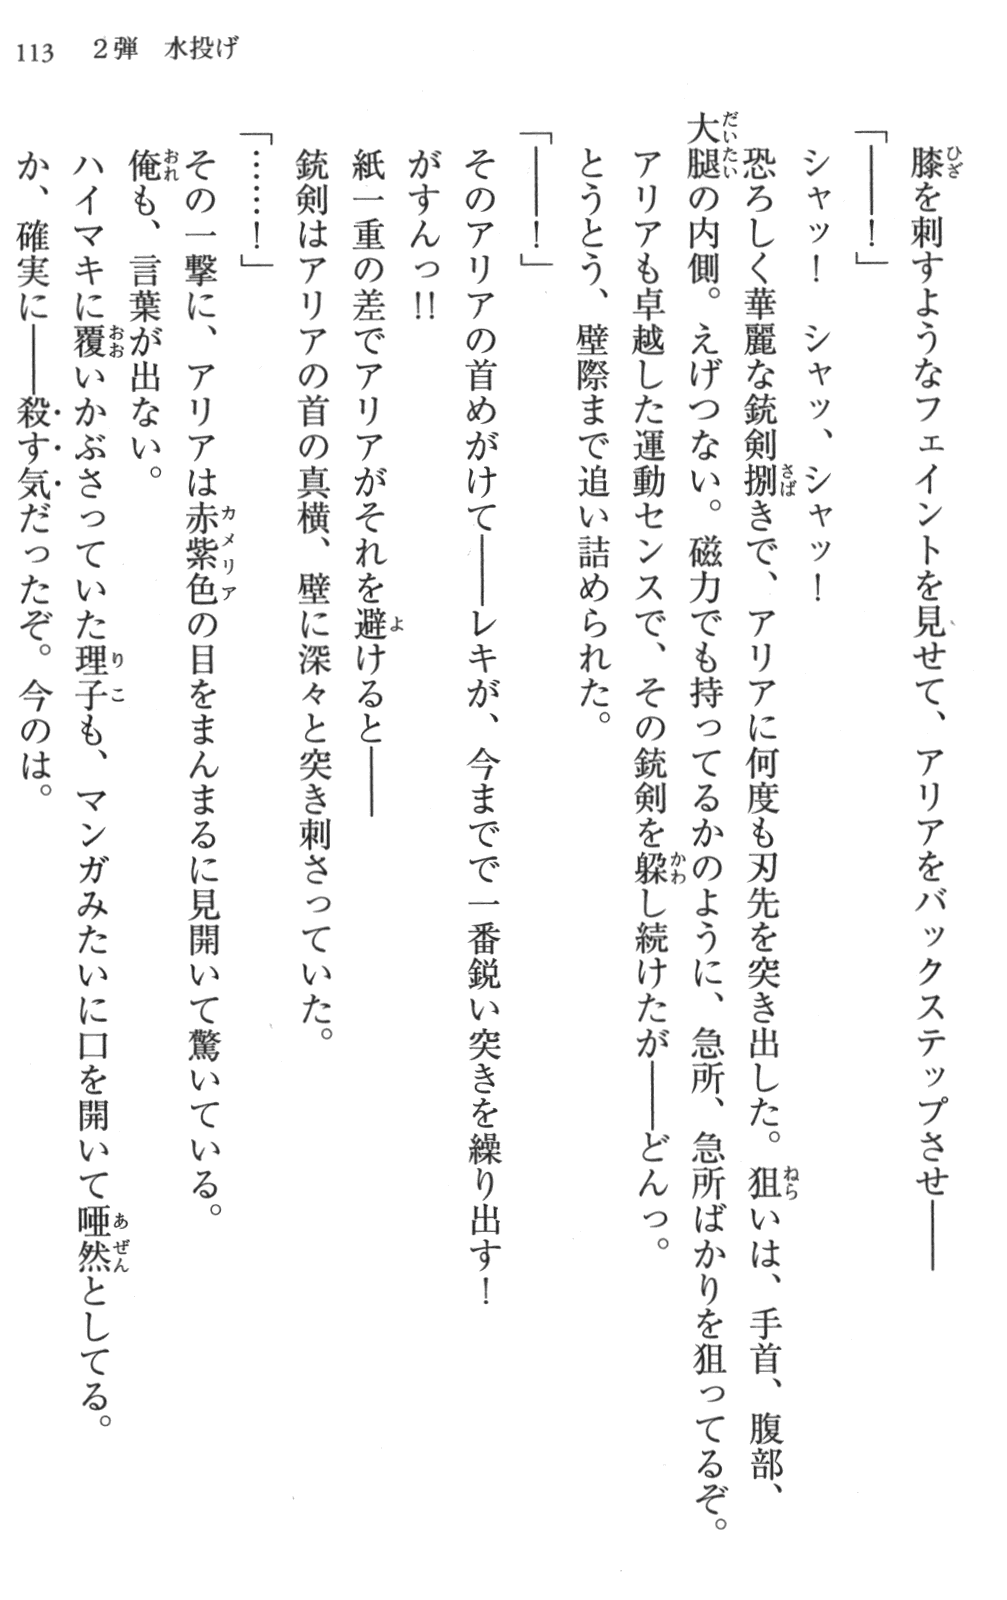 113　2弾　水投げ
膝を刺すようなフェイントを見せて、アリアをバックステップさせ――
「――！」
シャッ！　シャッ、シャッ！
恐ろしく華麗な銃剣捌きで、アリアに何度も刃先を突き出した。狙いは、手首、腹部、
大腿の内側。えげつない。磁力でも持ってるかのように、急所、急所ばかりを狙ってるぞ。
アリアも卓越した運動センスで、その銃剣を躱し続けたが――どんっ。
とうとう、壁際まで追い詰められた。
「――！」
そのアリアの首めがけて――レキが、今までで一番鋭い突きを繰り出す！
がすんっ!!
紙一重の差でアリアがそれを避けると――
銃剣はアリアの首の真横、壁に深々と突き刺さっていた。
「……！」
その一撃に、アリアは赤紫色の目をまんまるに見開いて驚いている。
俺も、言葉が出ない。
ハイマキに覆いかぶさっていた理子も、マンガみたいに口を開いて唖然としてる。
か、確実に――殺す気だったぞ。今のは。